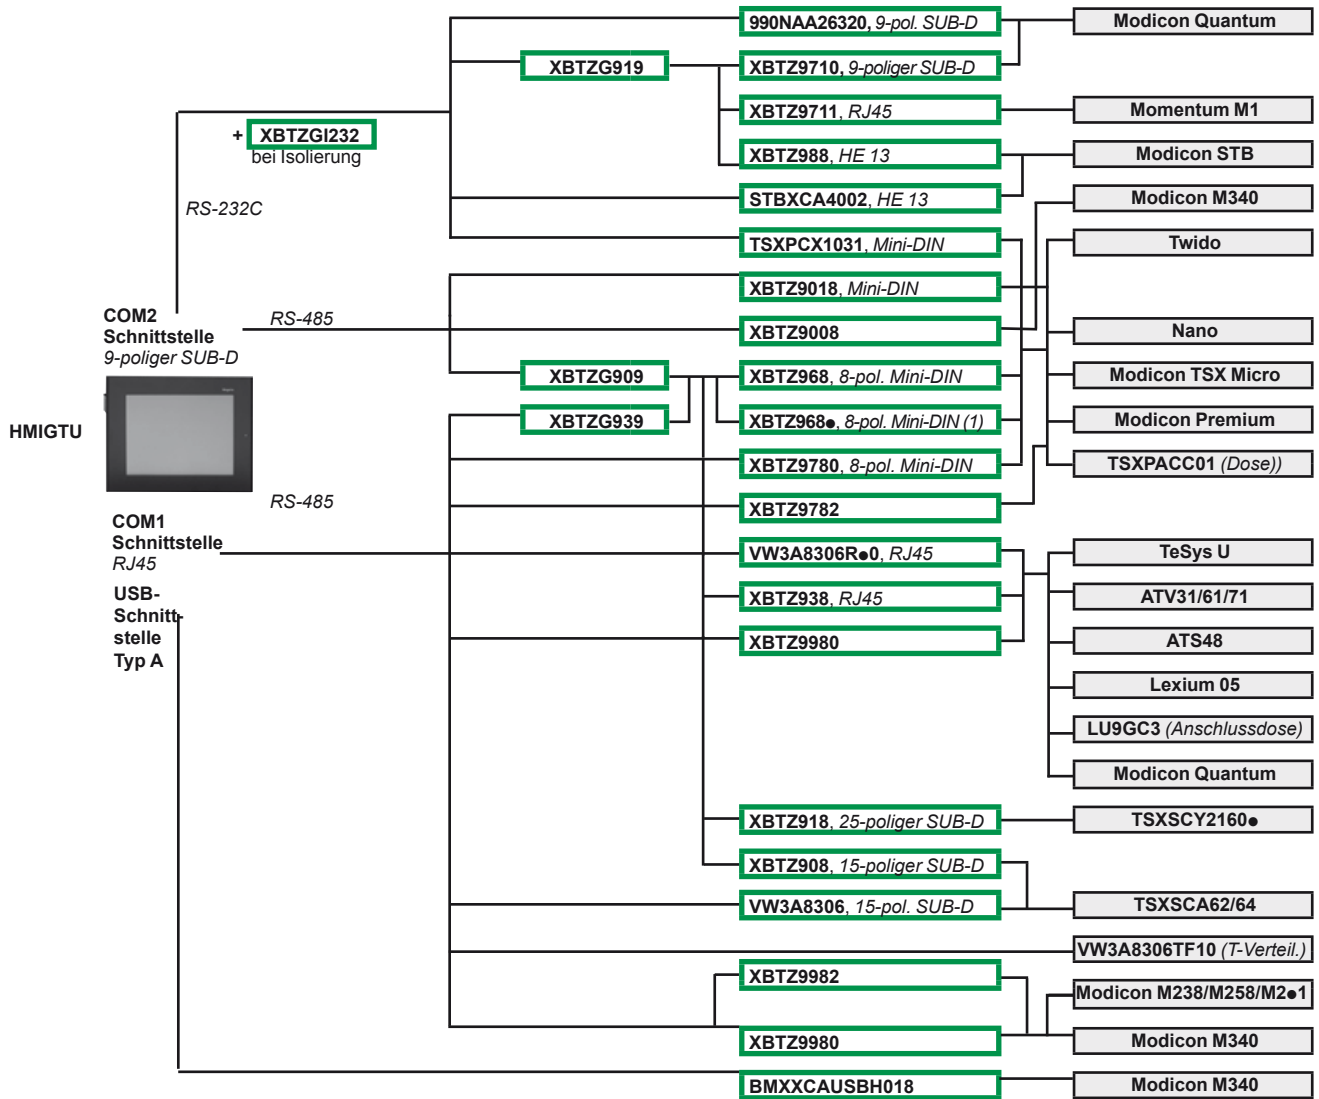 990NAA26320, 9-pol. SUB-D
Modicon Quantum
XBTZG919
XBTZ9710, 9-poliger SUB-D
XBTZ9711, RJ45
Momentum M1
+ XBTZGI232
bei Isolierung
XBTZ988, HE 13
Modicon STB
STBXCA4002, HE 13
Modicon M340
RS-232C
TSXPCX1031, Mini-DIN
Twido
XBTZ9018, Mini-DIN
COM2
Schnittstelle
9-poliger SUB-D
RS-485
XBTZ9008
Nano
XBTZG909
XBTZ968, 8-pol. Mini-DIN
Modicon TSX Micro
XBTZG939
XBTZ968●, 8-pol. Mini-DIN (1)
Modicon Premium
HMIGTU
XBTZ9780, 8-pol. Mini-DIN
TSXPACC01 (Dose))
RS-485
XBTZ9782
COM1
Schnittstelle
RJ45
VW3A8306R●0, RJ45
TeSys U
USB-
Schnitt-
stelle
Typ A
XBTZ938, RJ45
ATV31/61/71
XBTZ9980
ATS48
Lexium 05
LU9GC3 (Anschlussdose)
Modicon Quantum
XBTZ918, 25-poliger SUB-D
TSXSCY2160●
XBTZ908, 15-poliger SUB-D
VW3A8306, 15-pol. SUB-D
TSXSCA62/64
VW3A8306TF10 (T-Verteil.)
XBTZ9982
Modicon M238/M258/M2●1
XBTZ9980
Modicon M340
BMXXCAUSBH018
Modicon M340